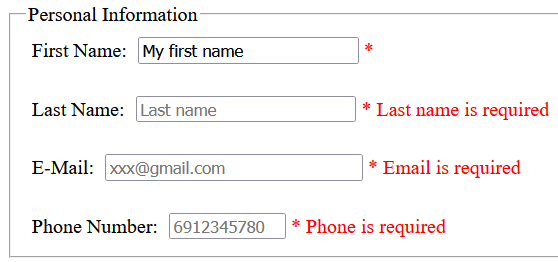 Personal Information
First Name: My first name *
Last Name: Last name * Last name is required
E-Mail: xxx@gmail.com * Email is required
Phone Number: 6912345780 * Phone is required